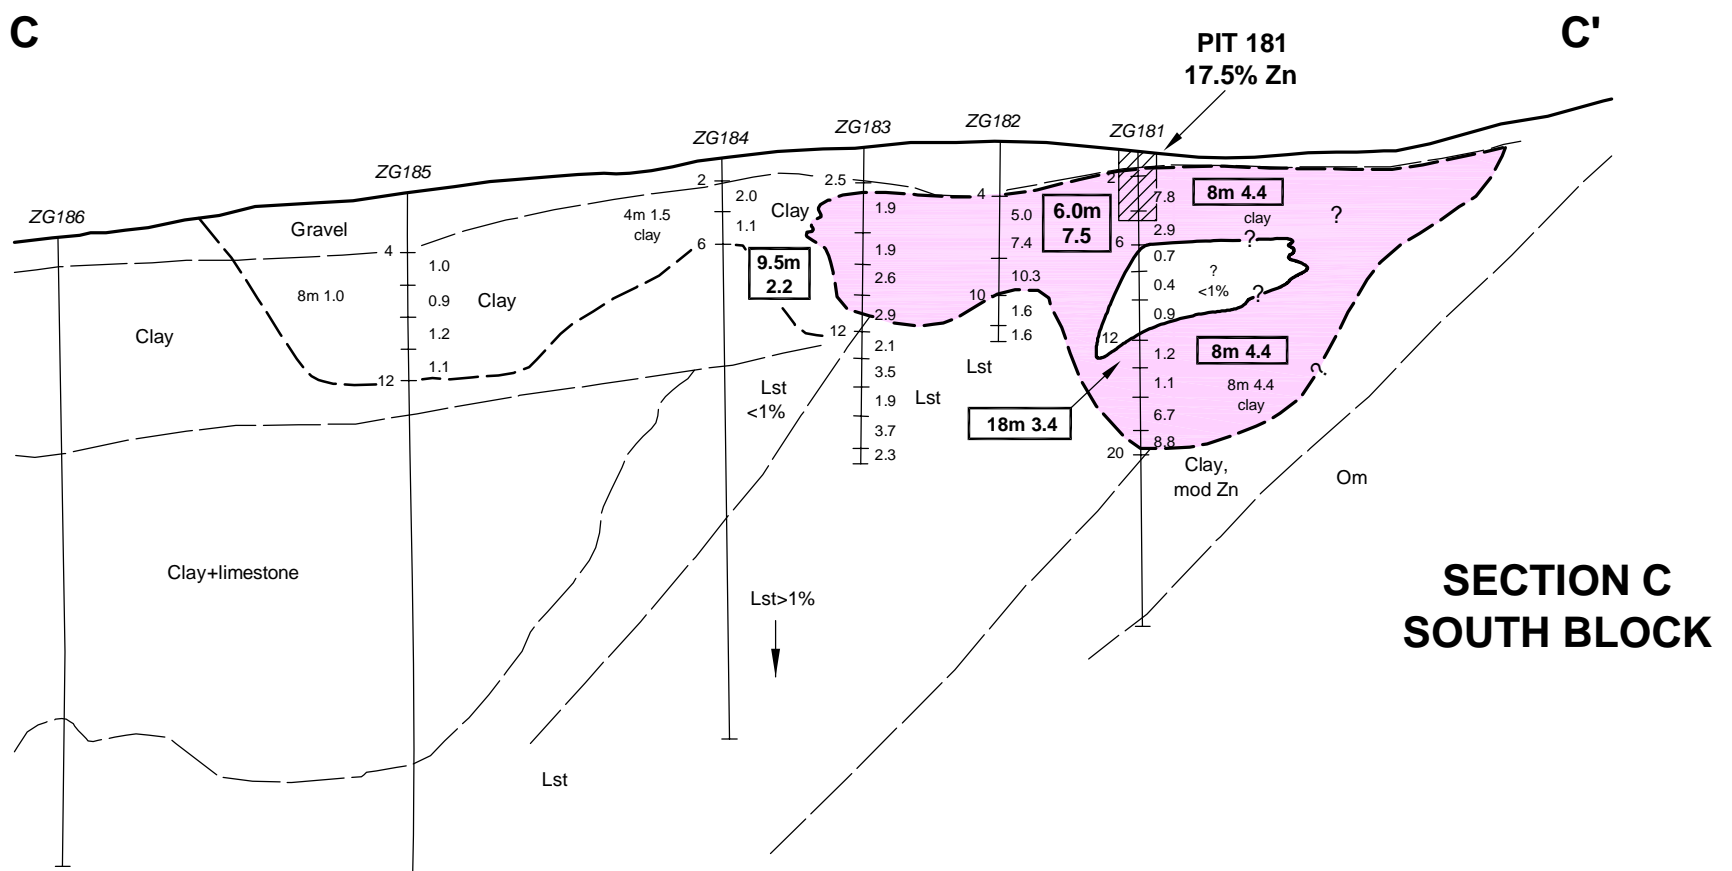 C
C'
PIT 181
17.5% Zn
ZG186
ZG185
ZG184
ZG183
ZG182
ZG181
Gravel
4
8m 1.0
1.0
0.9
1.2
1.1
12
Clay
Clay
Clay+limestone
2
2.0
1.1
6
4m 1.5
clay
Clay
9.5m
2.2
2.5
1.9
1.9
2.6
2.9
12
2.1
3.5
1.9
3.7
2.3
Lst
<1%
Lst
Lst
4
5.0
7.4
10.3
10
1.6
1.6
6.0m
7.5
2
7.8
2.9
6
0.7
0.4
0.9
12
1.2
1.1
6.7
8.8
20
8m 4.4
clay
?
?
?
<1%
?
8m 4.4
8m 4.4
clay
?
18m 3.4
Clay,
mod Zn
Om
Lst>1%
Lst
SECTION C
SOUTH BLOCK